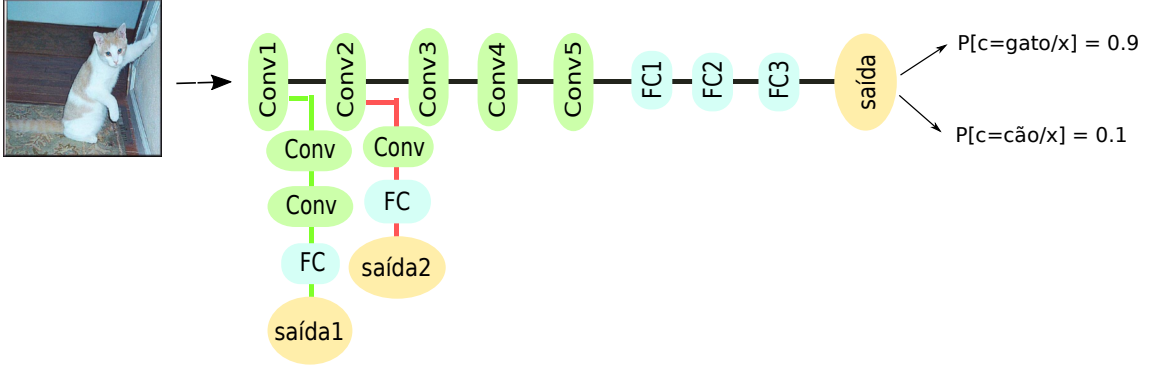 Conv1
Conv2
Conv3
Conv4
Conv5
FC1
FC2
FC3
saída
P[c=gato/x] = 0.9
P[c=cão/x] = 0.1
Conv
Conv
FC
saída1
Conv
FC
saída2